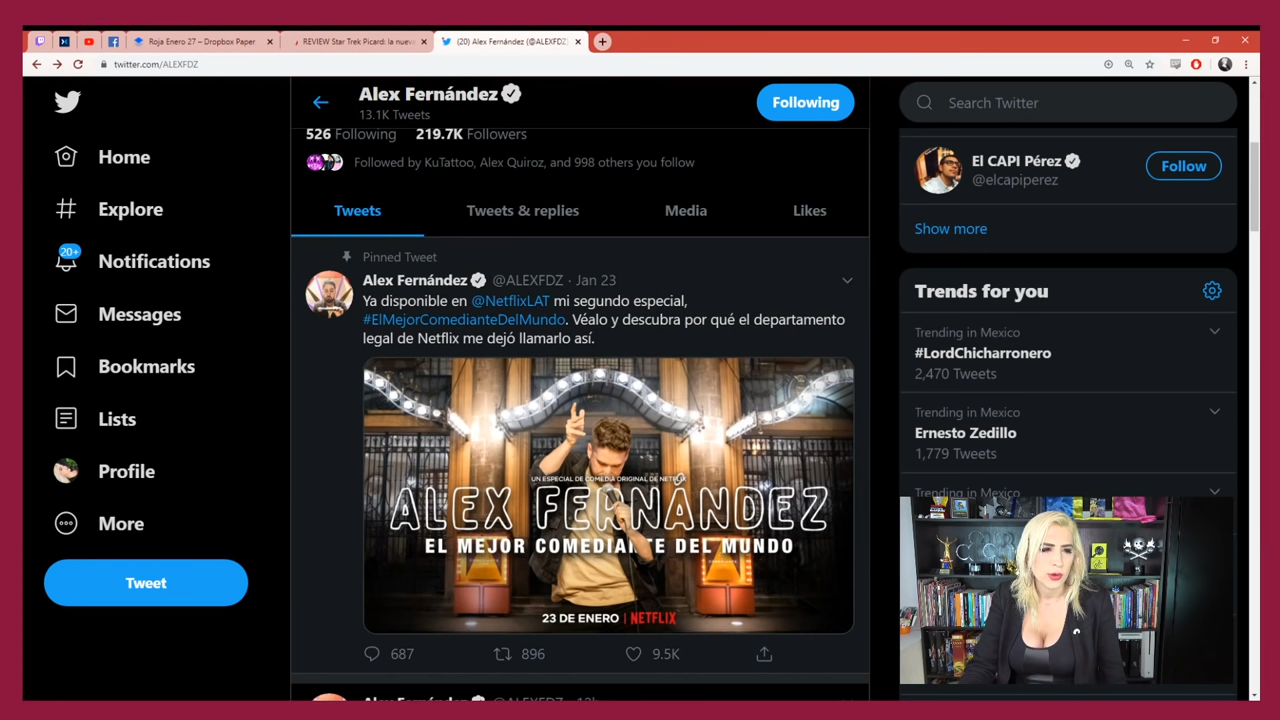 Roja Enero 27 – Dropbox Paper
REVIEW Star Trek Picard: la nuev
(20) Alex Fernández (@ALEXFDZ)
twitter.com/ALEXFDZ
Home
Explore
20+
Notifications
Messages
Bookmarks
Lists
Profile
More
Tweet
Alex Fernández
13.1K Tweets
Following
526 Following 219.7K Followers
Followed by KuTattoo, Alex Quiroz, and 998 others you follow
Tweets
Tweets & replies
Media
Likes
Pinned Tweet
Alex Fernández @ALEXFDZ · Jan 23
Ya disponible en @NetflixLAT mi segundo especial,
#ElMejorComedianteDelMundo. Véalo y descubra por qué el departamento
legal de Netflix me dejó llamarlo así.
UN ESPECIAL DE COMEDIA ORIGINAL DE NETFLIX
ALEX FERNÁNDEZ
EL MEJOR COMEDIANTE DEL MUNDO
23 DE ENERO | NETFLIX
687
896
9.5K
Alex Fernández @ALEXFDZ · 12h
Search Twitter
El CAPI Pérez
@elcapiperez
Follow
Show more
Trends for you
Trending in Mexico
#LordChicharronero
2,470 Tweets
Trending in Mexico
Ernesto Zedillo
1,779 Tweets
Trending in Mexico